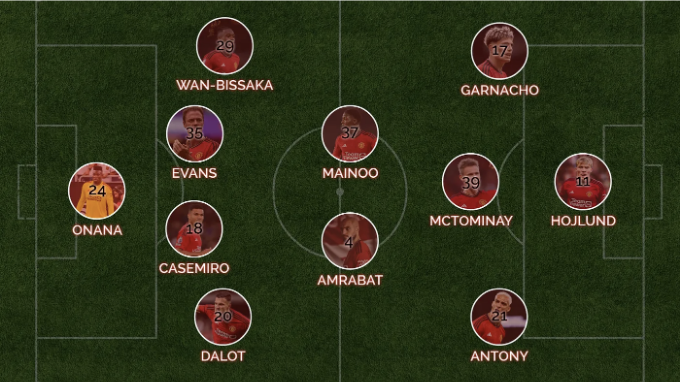 29
WAN-BISSAKA
17
GARNACHO
35
EVANS
37
MAINOO
24
ONANA
39
MCTOMINAY
11
HOJLUND
18
CASEMIRO
4
AMRABAT
20
DALOT
21
ANTONY